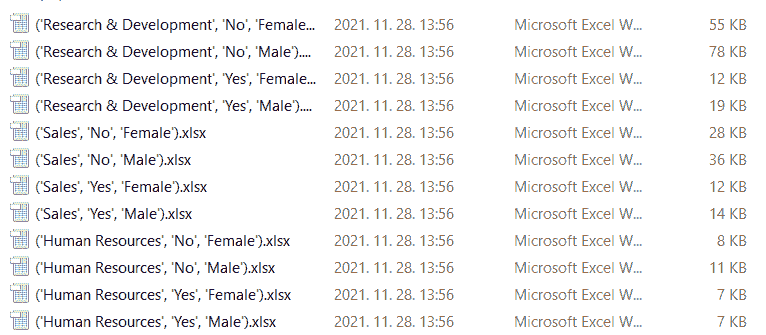 ('Research & Development', 'No', 'Female... 2021. 11. 28. 13:56 Microsoft Excel W... 55 KB
('Research & Development', 'No', 'Male').... 2021. 11. 28. 13:56 Microsoft Excel W... 78 KB
('Research & Development', 'Yes', 'Female... 2021. 11. 28. 13:56 Microsoft Excel W... 12 KB
('Research & Development', 'Yes', 'Male').... 2021. 11. 28. 13:56 Microsoft Excel W... 19 KB
('Sales', 'No', 'Female').xlsx 2021. 11. 28. 13:56 Microsoft Excel W... 28 KB
('Sales', 'No', 'Male').xlsx 2021. 11. 28. 13:56 Microsoft Excel W... 36 KB
('Sales', 'Yes', 'Female').xlsx 2021. 11. 28. 13:56 Microsoft Excel W... 12 KB
('Sales', 'Yes', 'Male').xlsx 2021. 11. 28. 13:56 Microsoft Excel W... 14 KB
('Human Resources', 'No', 'Female').xlsx 2021. 11. 28. 13:56 Microsoft Excel W... 8 KB
('Human Resources', 'No', 'Male').xlsx 2021. 11. 28. 13:56 Microsoft Excel W... 11 KB
('Human Resources', 'Yes', 'Female').xlsx 2021. 11. 28. 13:56 Microsoft Excel W... 7 KB
('Human Resources', 'Yes', 'Male').xlsx 2021. 11. 28. 13:56 Microsoft Excel W... 7 KB